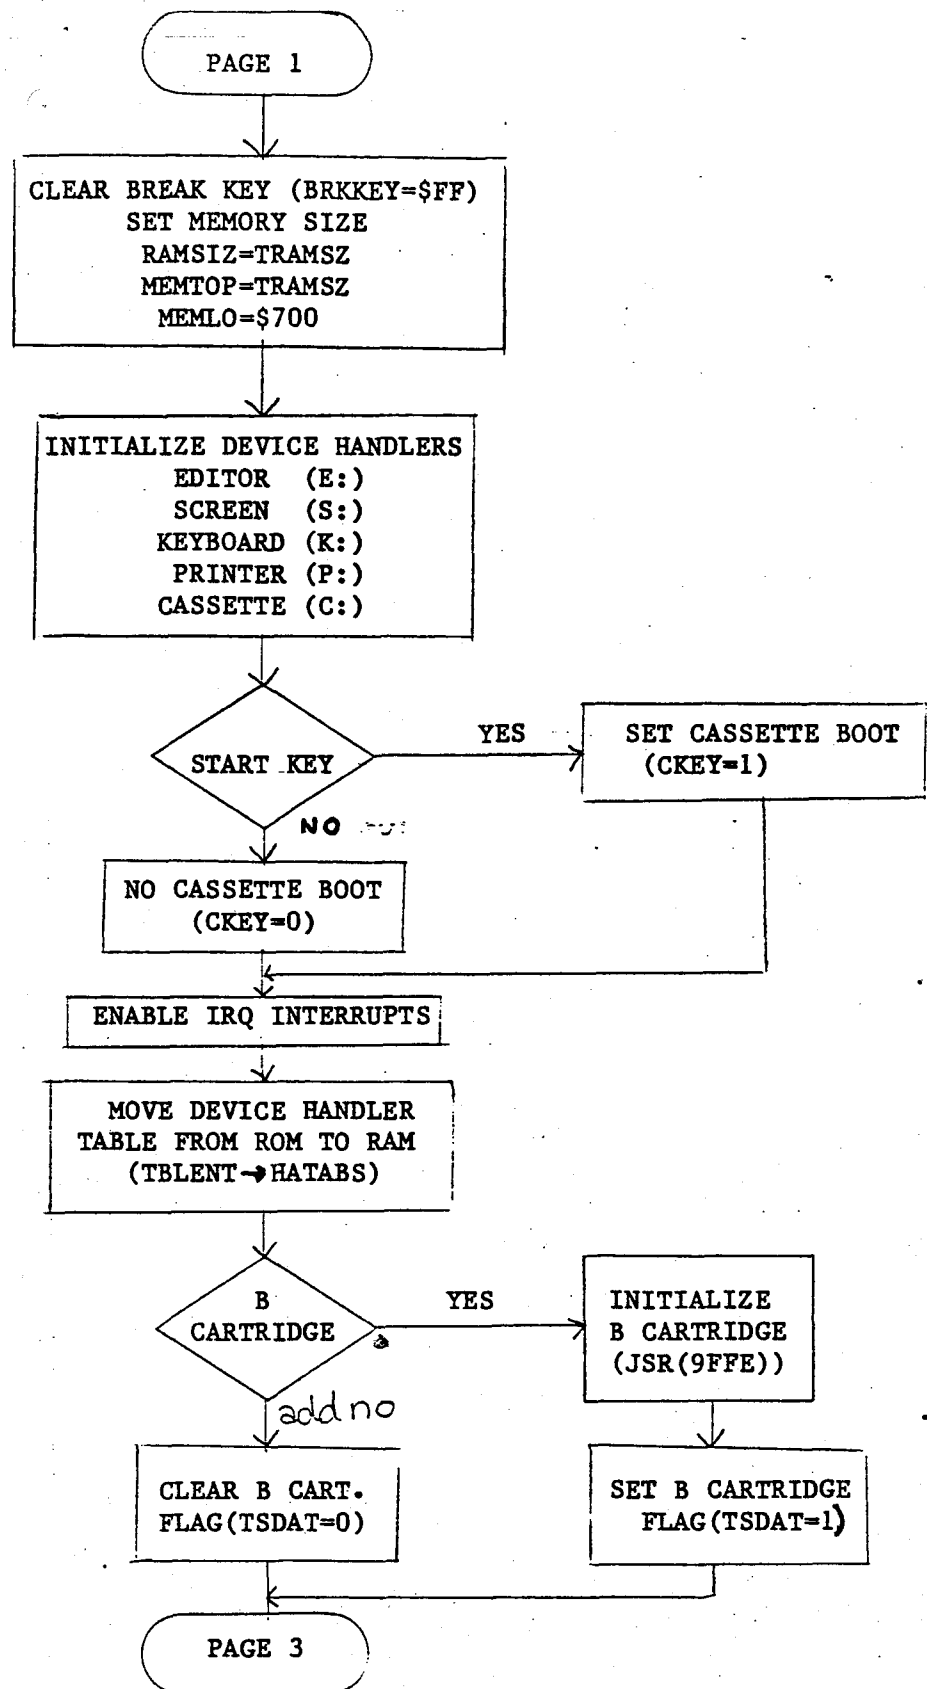 PAGE 1
CLEAR BREAK KEY (BRKKEY=$FF)
SET MEMORY SIZE
RAMSIZ=TRAMSZ
MEMTOP=TRAMSZ
MEMLO=$700
INITIALIZE DEVICE HANDLERS
EDITOR (E:)
SCREEN (S:)
KEYBOARD (K:)
PRINTER (P:)
CASSETTE (C:)
START KEY
YES
SET CASSETTE BOOT
(CKEY=1)
NO
NO CASSETTE BOOT
(CKEY=0)
ENABLE IRQ INTERRUPTS
MOVE DEVICE HANDLER
TABLE FROM ROM TO RAM
(TBLENT→HATABS)
B
CARTRIDGE
YES
INITIALIZE
B CARTRIDGE
(JSR(9FFE))
add no
CLEAR B CART.
FLAG(TSDAT=0)
SET B CARTRIDGE
FLAG(TSDAT=1)
PAGE 3